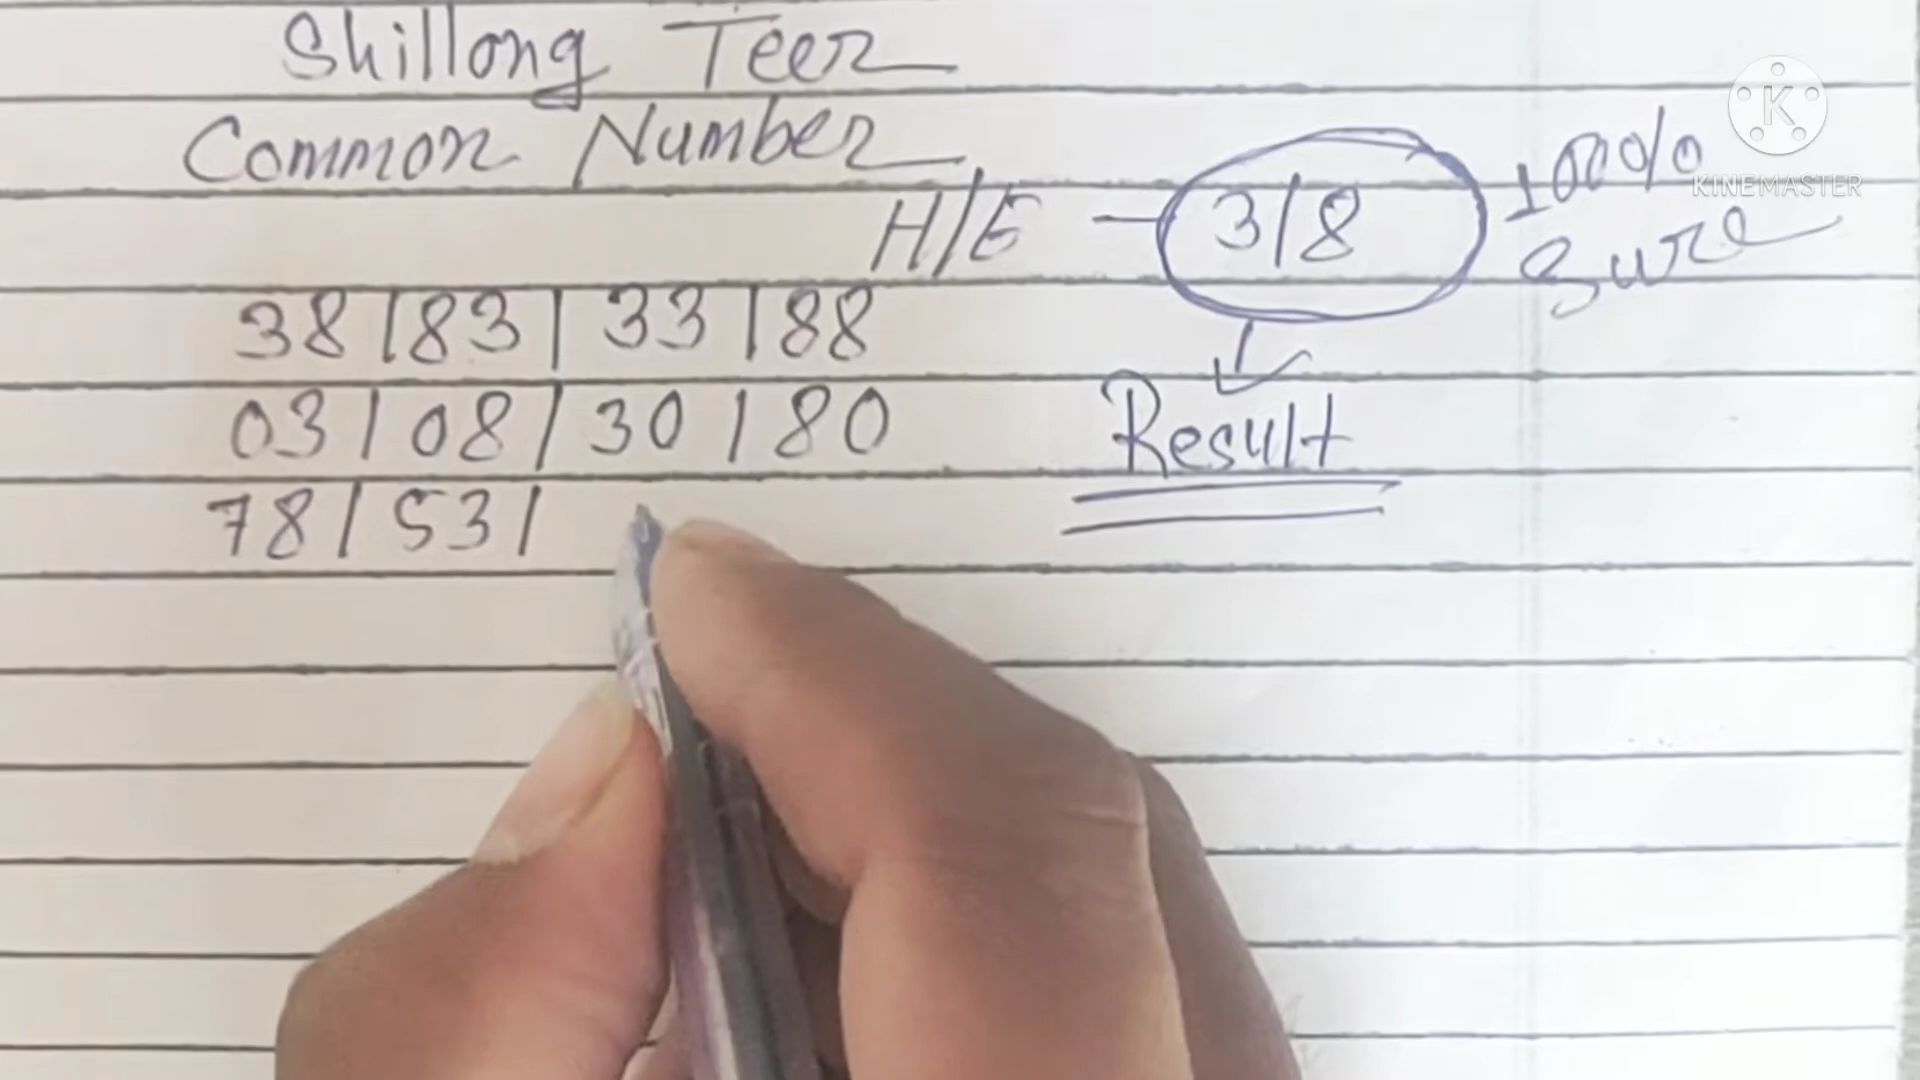 Shillong Teer
Common Number
H/E - 3/8 100% Sure
38/83/33/88
03/08/30/80
Result
78/53/
KINEMASTER